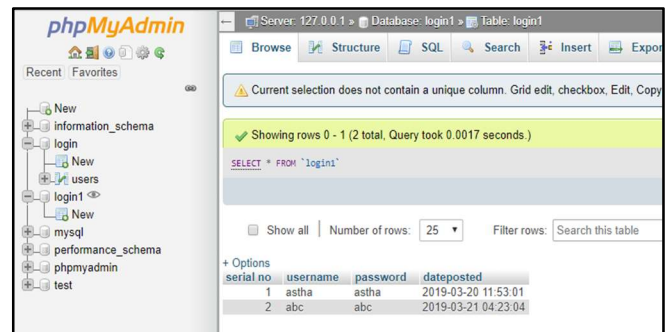 phpMyAdmin
Recent Favorites
New
information_schema
login
New
users
login1
New
mysql
performance_schema
phpmyadmin
test
Server: 127.0.0.1 » Database: login1 » Table: login1
Browse Structure SQL Search Insert Expor
Current selection does not contain a unique column. Grid edit, checkbox, Edit, Copy
Showing rows 0 - 1 (2 total, Query took 0.0017 seconds.)
SELECT * FROM `login1`
Show all | Number of rows: 25 Filter rows: Search this table
+ Options
serial no username password dateposted
1 astha astha 2019-03-20 11:53:01
2 abc abc 2019-03-21 04:23:04